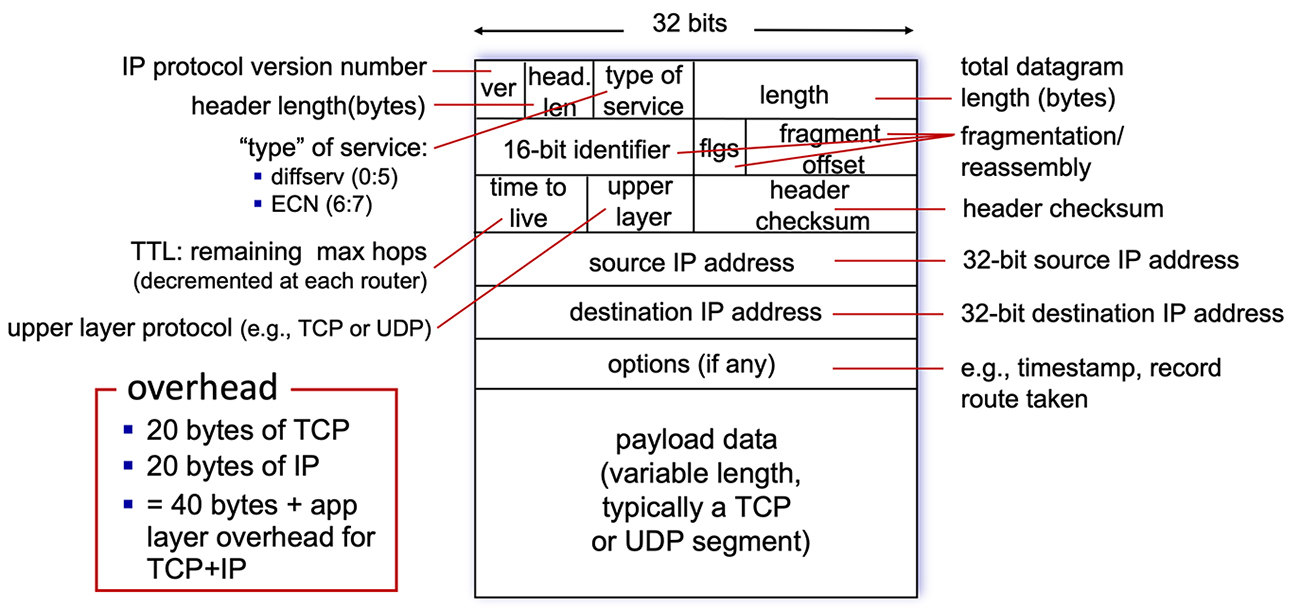 32 bits
IP protocol version number
header length(bytes)
“type” of service:
diffserv (0:5)
ECN (6:7)
TTL: remaining max hops
(decremented at each router)
upper layer protocol (e.g., TCP or UDP)
overhead
20 bytes of TCP
20 bytes of IP
= 40 bytes + app
layer overhead for
TCP+IP
ver
head.
len
type of
service
length
16-bit identifier
flgs
fragment
offset
time to
live
upper
layer
header
checksum
source IP address
destination IP address
options (if any)
payload data
(variable length,
typically a TCP
or UDP segment)
total datagram
length (bytes)
fragmentation/
reassembly
header checksum
32-bit source IP address
32-bit destination IP address
e.g., timestamp, record
route taken